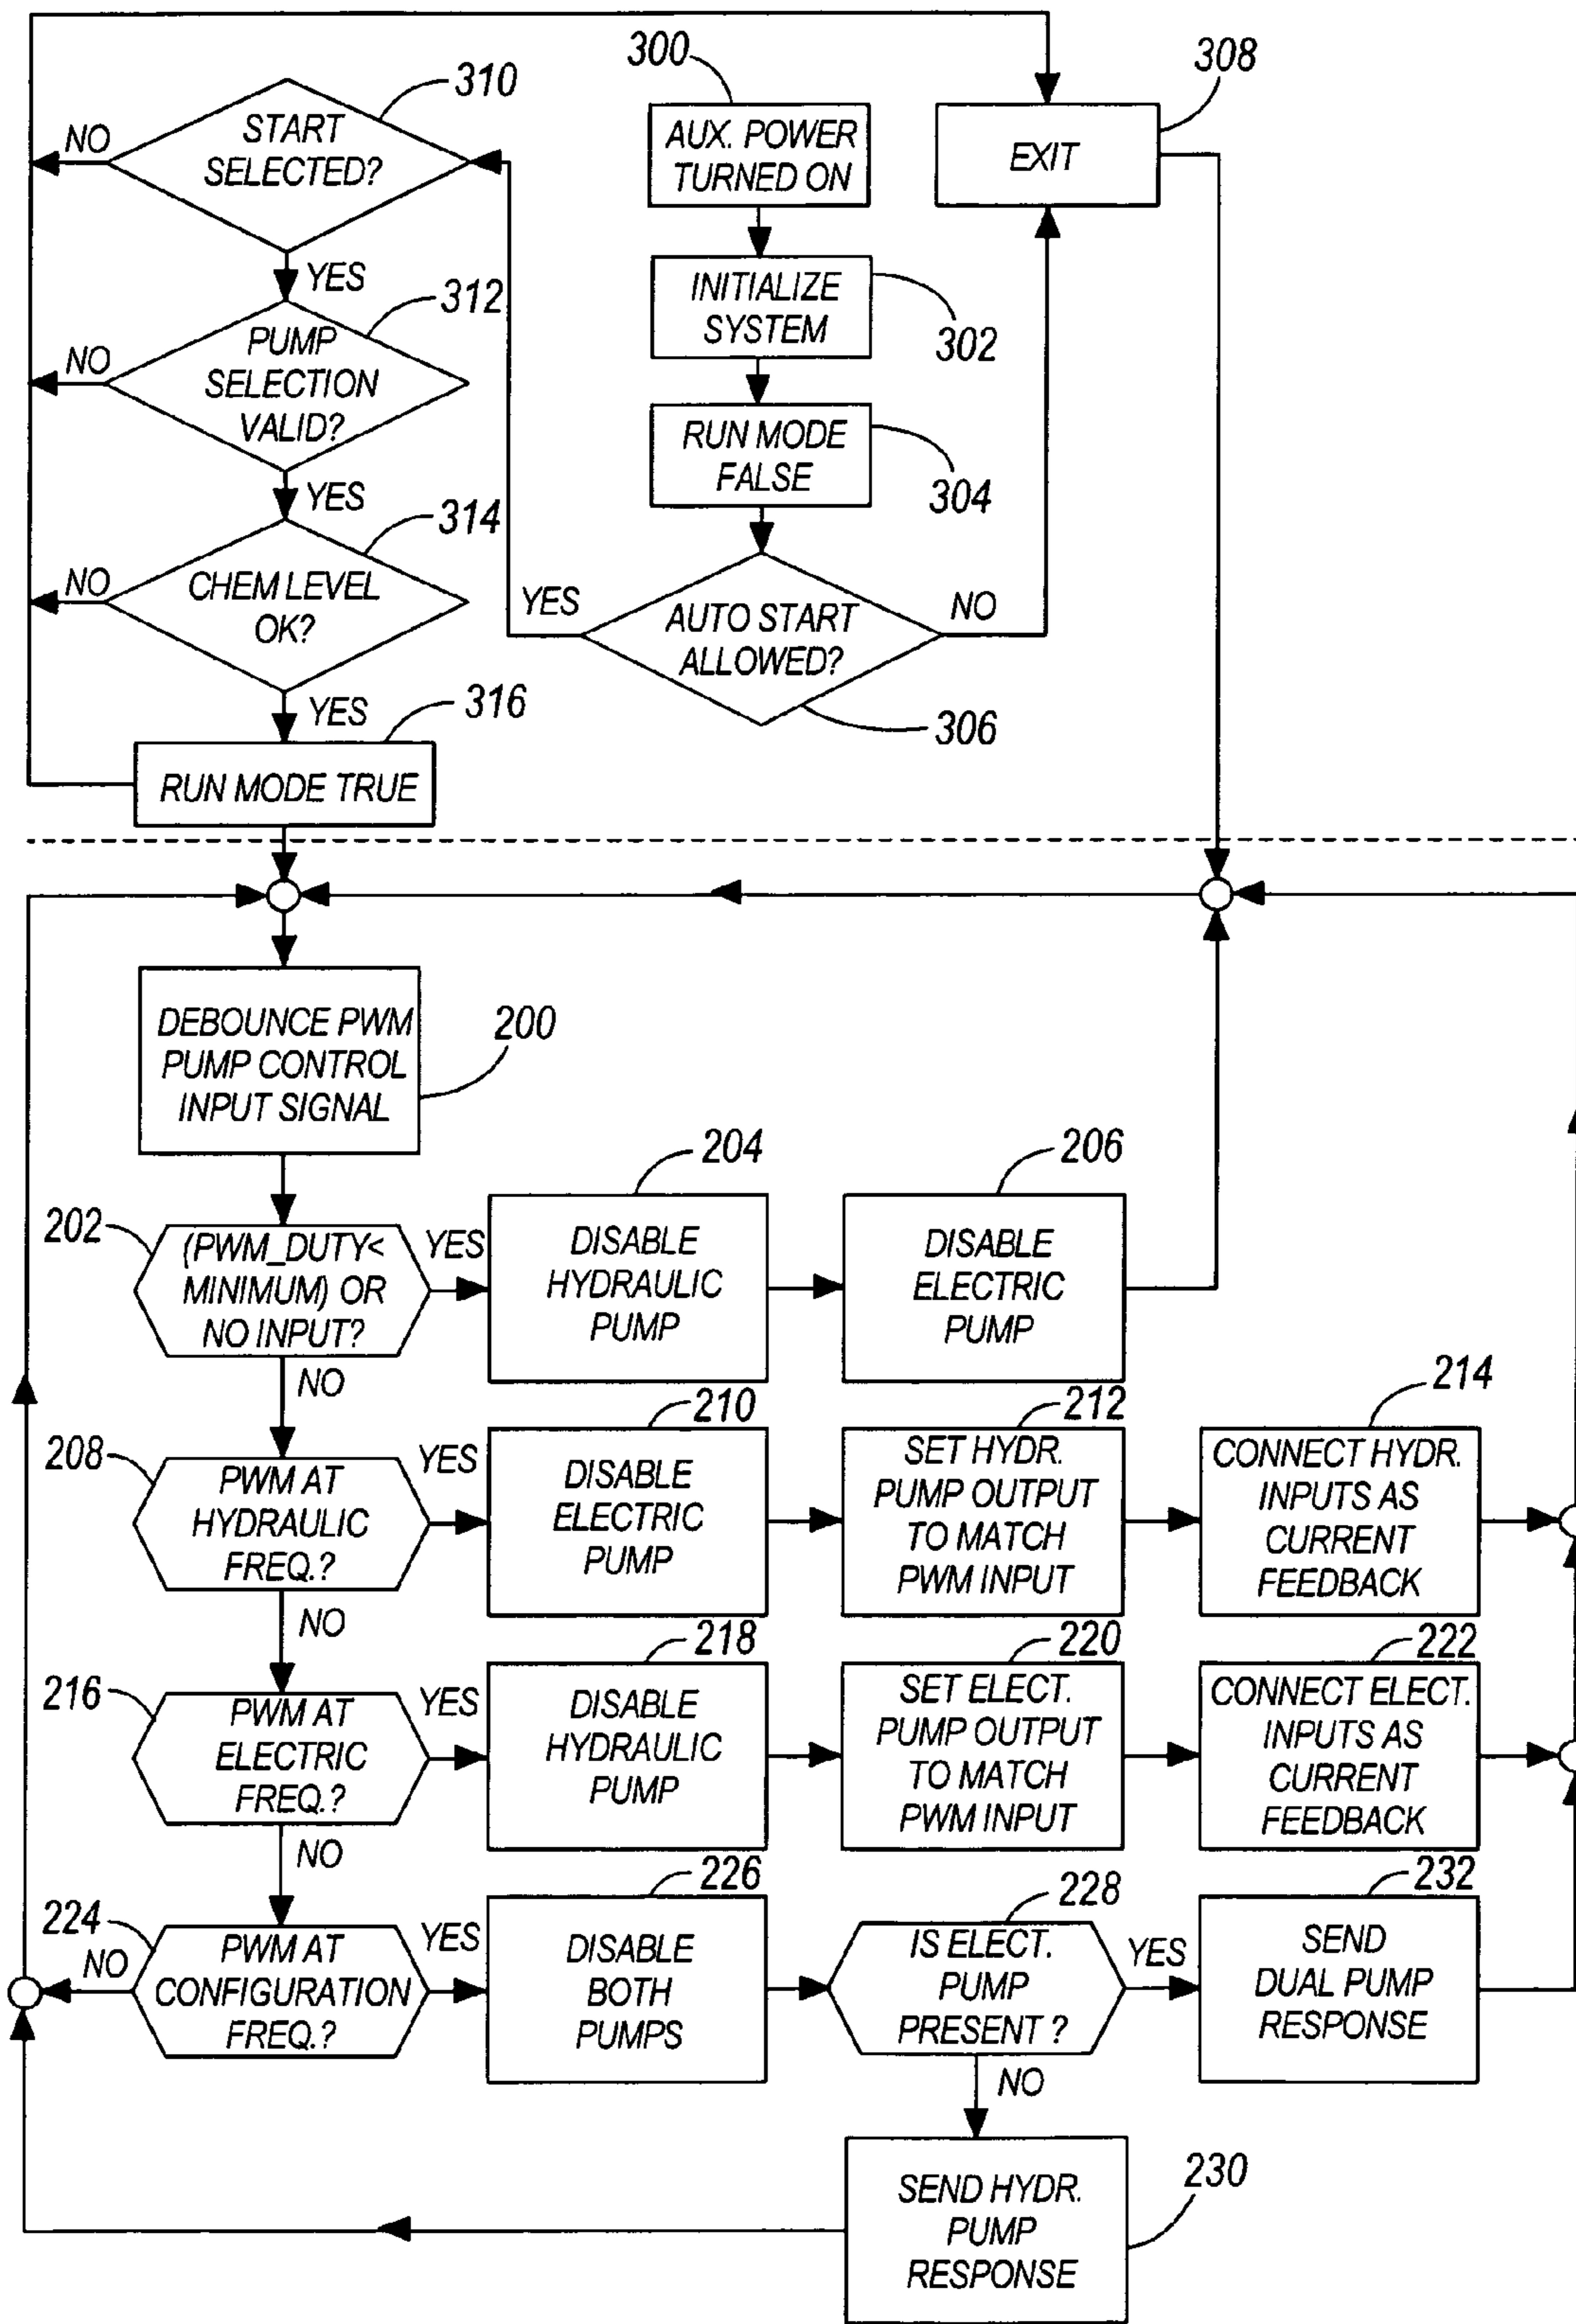 300
AUX. POWER
TURNED ON
308
EXIT
310
START
SELECTED?
NO
YES
302
INITIALIZE
SYSTEM
312
PUMP
SELECTION
VALID?
NO
YES
304
RUN MODE
FALSE
314
CHEM LEVEL
OK?
NO
YES
306
AUTO START
ALLOWED?
YES
NO
316
RUN MODE TRUE
200
DEBOUNCE PWM
PUMP CONTROL
INPUT SIGNAL
202
(PWM_DUTY<
MINIMUM) OR
NO INPUT?
YES
NO
204
DISABLE
HYDRAULIC
PUMP
206
DISABLE
ELECTRIC
PUMP
208
PWM AT
HYDRAULIC
FREQ.?
YES
NO
210
DISABLE
ELECTRIC
PUMP
212
SET HYDR.
PUMP OUTPUT
TO MATCH
PWM INPUT
214
CONNECT HYDR.
INPUTS AS
CURRENT
FEEDBACK
216
PWM AT
ELECTRIC
FREQ.?
YES
NO
218
DISABLE
HYDRAULIC
PUMP
220
SET ELECT.
PUMP OUTPUT
TO MATCH
PWM INPUT
222
CONNECT ELECT.
INPUTS AS
CURRENT
FEEDBACK
224
PWM AT
CONFIGURATION
FREQ.?
NO
YES
226
DISABLE
BOTH
PUMPS
228
IS ELECT.
PUMP
PRESENT ?
YES
NO
232
SEND
DUAL PUMP
RESPONSE
230
SEND HYDR.
PUMP
RESPONSE